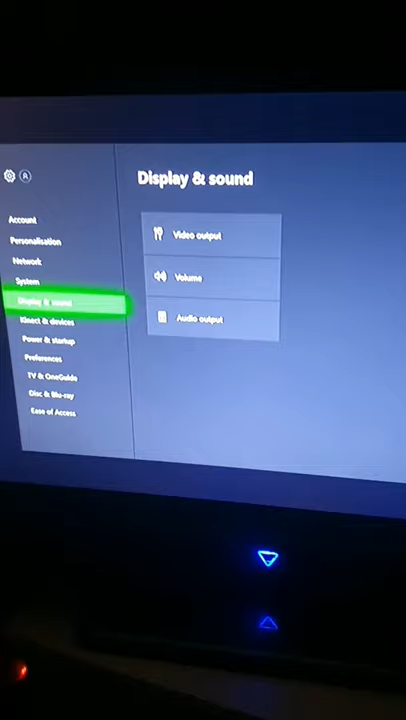 Display & sound
Account
Personalisation
Network
System
Display & sound
Kinect & devices
Power & startup
Preferences
TV & OneGuide
Disc & Blu-ray
Ease of Access
Video output
Volume
Audio output